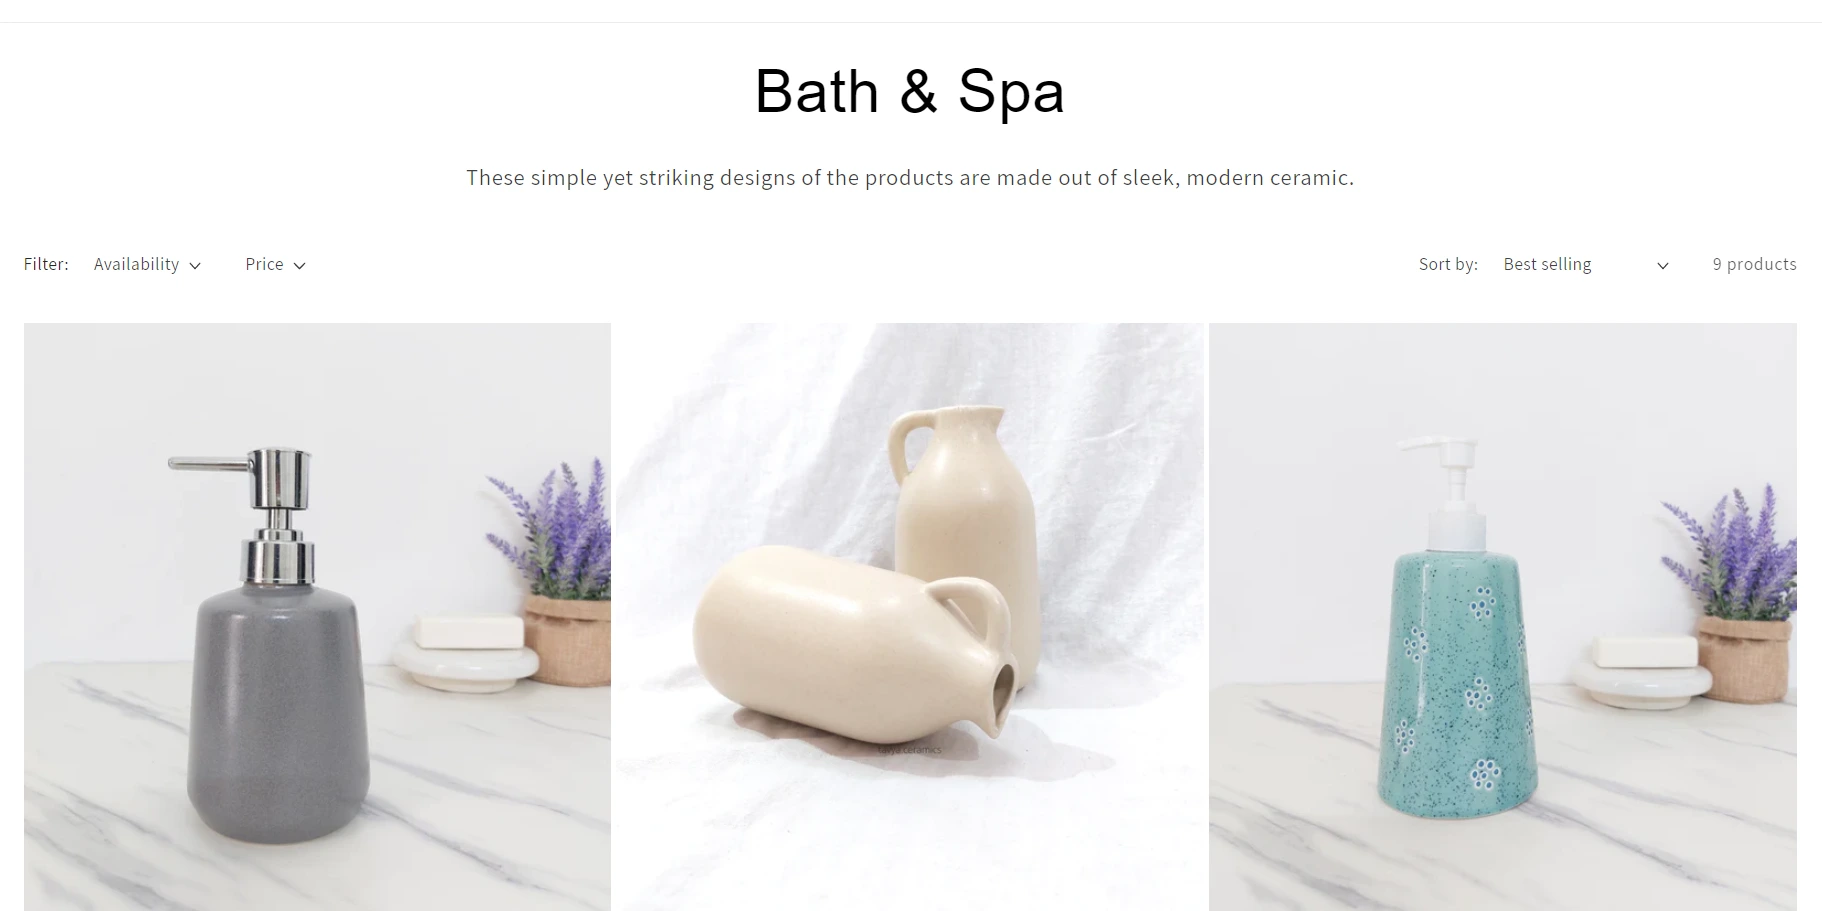 Bath & Spa
These simple yet striking designs of the products are made out of sleek, modern ceramic.
Filter: Availability Price Sort by: Best selling 9 products
ceramics